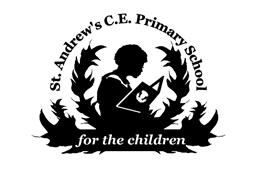 St. Andrew's C.E. Primary School
for the children